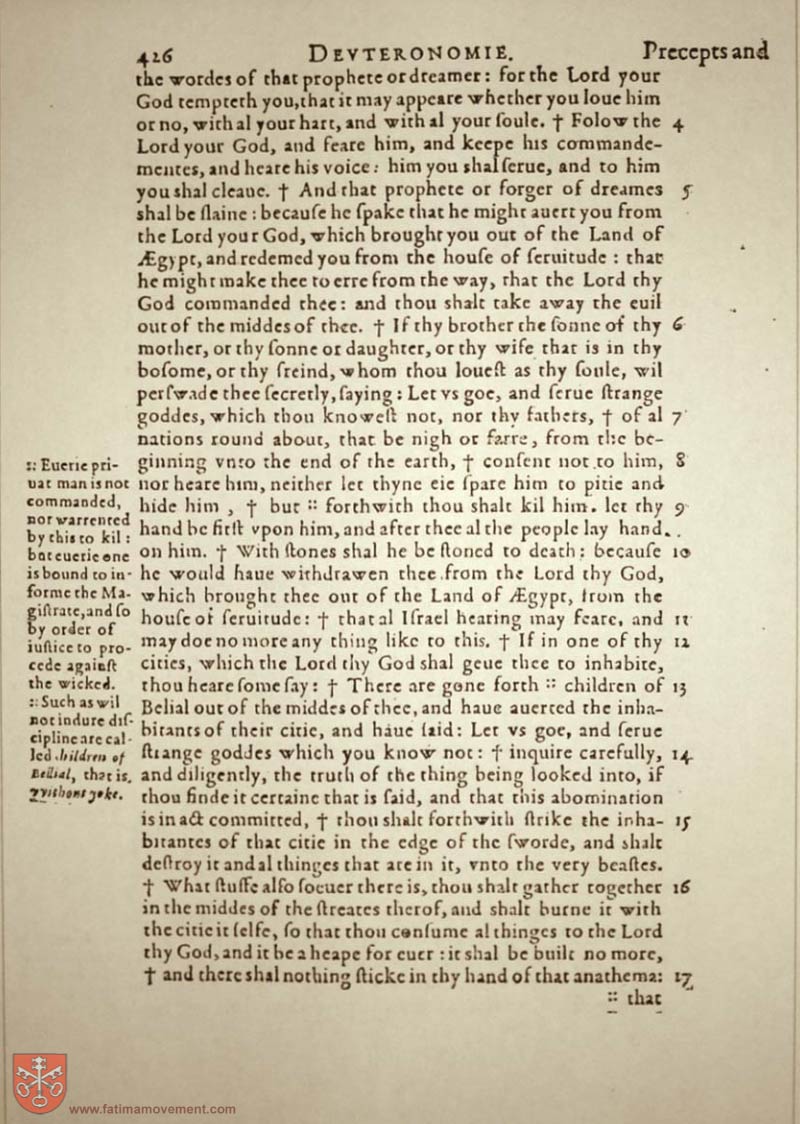 426 DEVTERONOMIE. Precepts and
the wordes of that prophete or dreamer: for the Lord your
God tempteth you, that it may appeare whether you loue him
or no, with al your hart, and with al your ſoule. † Folow the 4
Lord your God, and feare him, and keepe his commande-
mentes, and heare his voice: him you shal ſerue, and to him
you shal cleaue. † And that prophete or forger of dreames 5
shal be ſlaine: becauſe he ſpake that he might auert you from
the Lord your God, which brought you out of the Land of
Ægypt, and redemed you from the houſe of ſeruitude: that
he might make thee to erre from the way, that the Lord thy
God commanded thee: and thou shalt take away the euil
out of the middes of thee. † If thy brother the ſonne of thy 6
mother, or thy ſonne or daughter, or thy wife that is in thy
boſome, or thy freind, whom thou loueſt as thy ſoule, wil
perſwade thee ſecretly, ſaying: Let vs goe, and ſerue ſtrange
goddes, which thou knoweſt not, nor thy fathers, † of al 7
nations round about, that be nigh or farre, from the be-
ginning vnto the end of the earth, † conſent not to him, 8
nor heare him, neither let thyne eie ſpare him to pitie and
hide him, † but :: forthwith thou shalt kil him. let thy 9
hand be firſt vpon him, and after thee al the people lay hand.
on him. † With ſtones shal he be ſtoned to death: becauſe 10
he would haue withdrawen thee from the Lord thy God,
which brought thee out of the Land of Ægypt, from the
houſe of ſeruitude: † that al Iſrael hearing may feare, and 11
may doe no more any thing like to this. † If in one of thy 12
cities, which the Lord thy God shal geue thee to inhabite,
thou heare ſome ſay: † There are gone forth :: children of 13
Belial out of the middes of thee, and haue auerted the inha-
bitants of their citie, and haue ſaid: Let vs goe, and ſerue
ſtrange goddes which you know not: † inquire carefully, 14
and diligently, the truth of the thing being looked into, if
thou finde it certaine that is ſaid, and that this abomination
is in act committed, † thou shalt forthwith ſtrike the inha- 15
bitantes of that citie in the edge of the ſworde, and shalt
deſtroy it and al thinges that are in it, vnto the very beaſtes.
† What ſtuffe alſo ſoeuer there is, thou shalt gather together 16
in the middes of the ſtreates therof, and shalt burne it with
the citie it ſelfe, ſo that thou conſume al thinges to the Lord
thy God, and it be a heape for euer: it shal be built no more,
† and there shal nothing ſticke in thy hand of that anathema: 17
:: that
:: Euerie pri-
uat man is not
commanded,
nor warrented
by this to kil:
but euerie one
is bound to in-
forme the Ma-
giſtrate, and ſo
by order of
iuſtice to pro-
cede againſt
the wicked.
:: Such as wil
not indure diſ-
cipline are cal-
led children of
Belial, that is,
without yoke.
www.fatimamovement.com